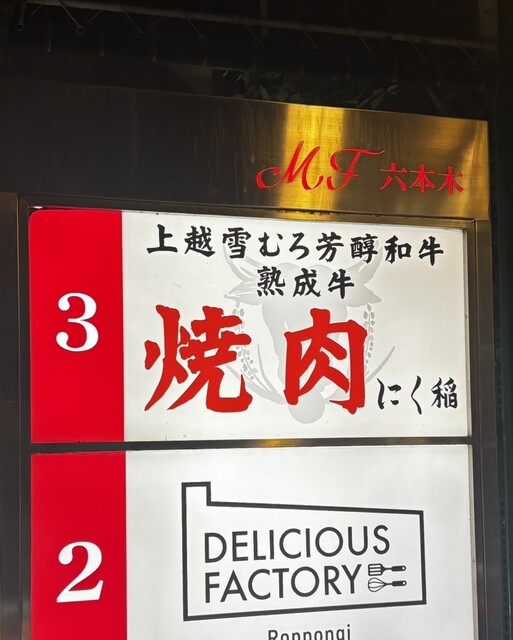 MF 六本木
3
上越雪むろ芳醇和牛
熟成牛
焼肉 にく稲
2
DELICIOUS
FACTORY
Roppongi